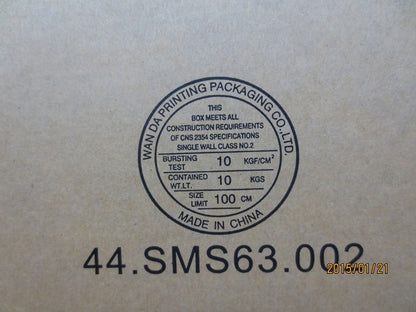 WAN DA PRINTING PACKAGING CO.,LTD.
THIS
BOX MEETS ALL
CONSTRUCTION REQUIREMENTS
OF CNS 2354 SPECIFICATIONS
SINGLE WALL CLASS NO.2
BURSTING TEST 10 KGF/CM²
CONTAINED WT.LT. 10 KGS
SIZE LIMIT 100 CM
MADE IN CHINA
44.SMS63.002
2015/01/21